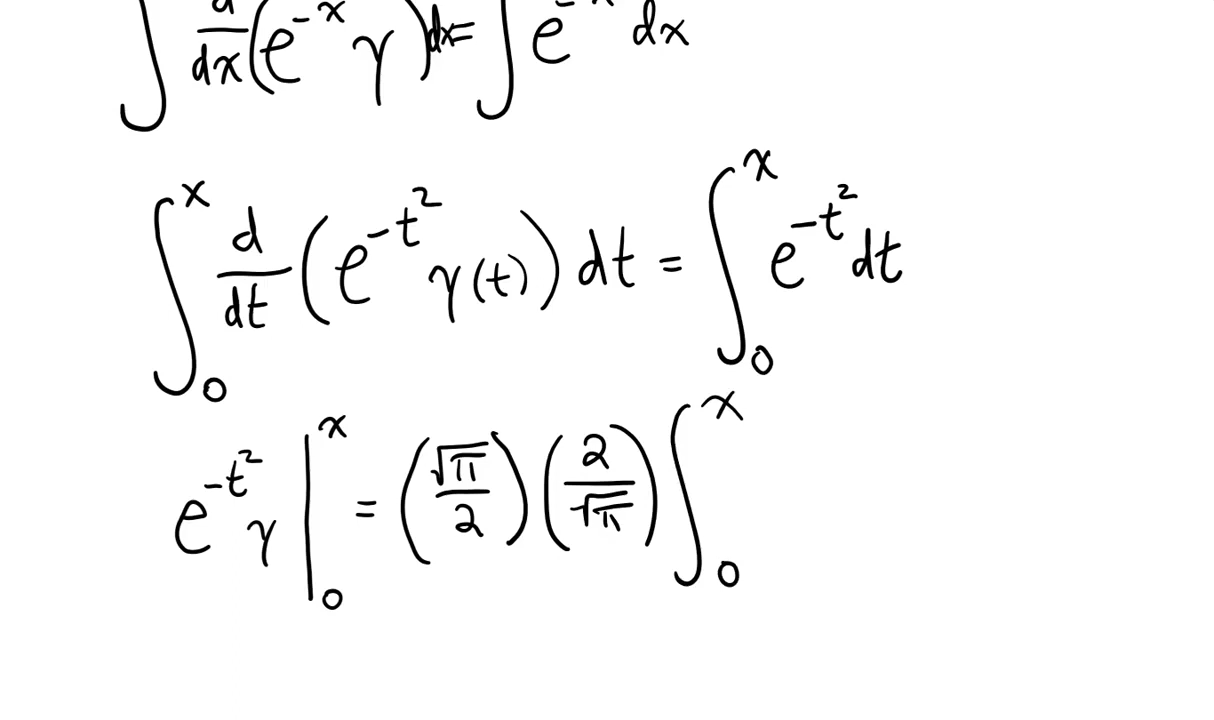 ∫ d/dx (e^{-x} y) dx = ∫ e^{-x} dx
∫_0^x d/dt (e^{-t^2} y(t)) dt = ∫_0^x e^{-t^2} dt
e^{-t^2} y |_0^x = (√π/2) (2/√π) ∫_0^x